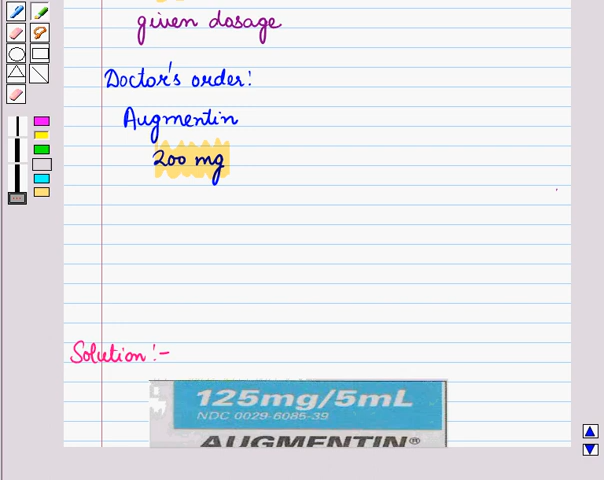 given dosage
Doctor's order:
Augmentin
200 mg
Solution:-
125mg/5mL
NDC 0029-6085-39
AUGMENTIN®